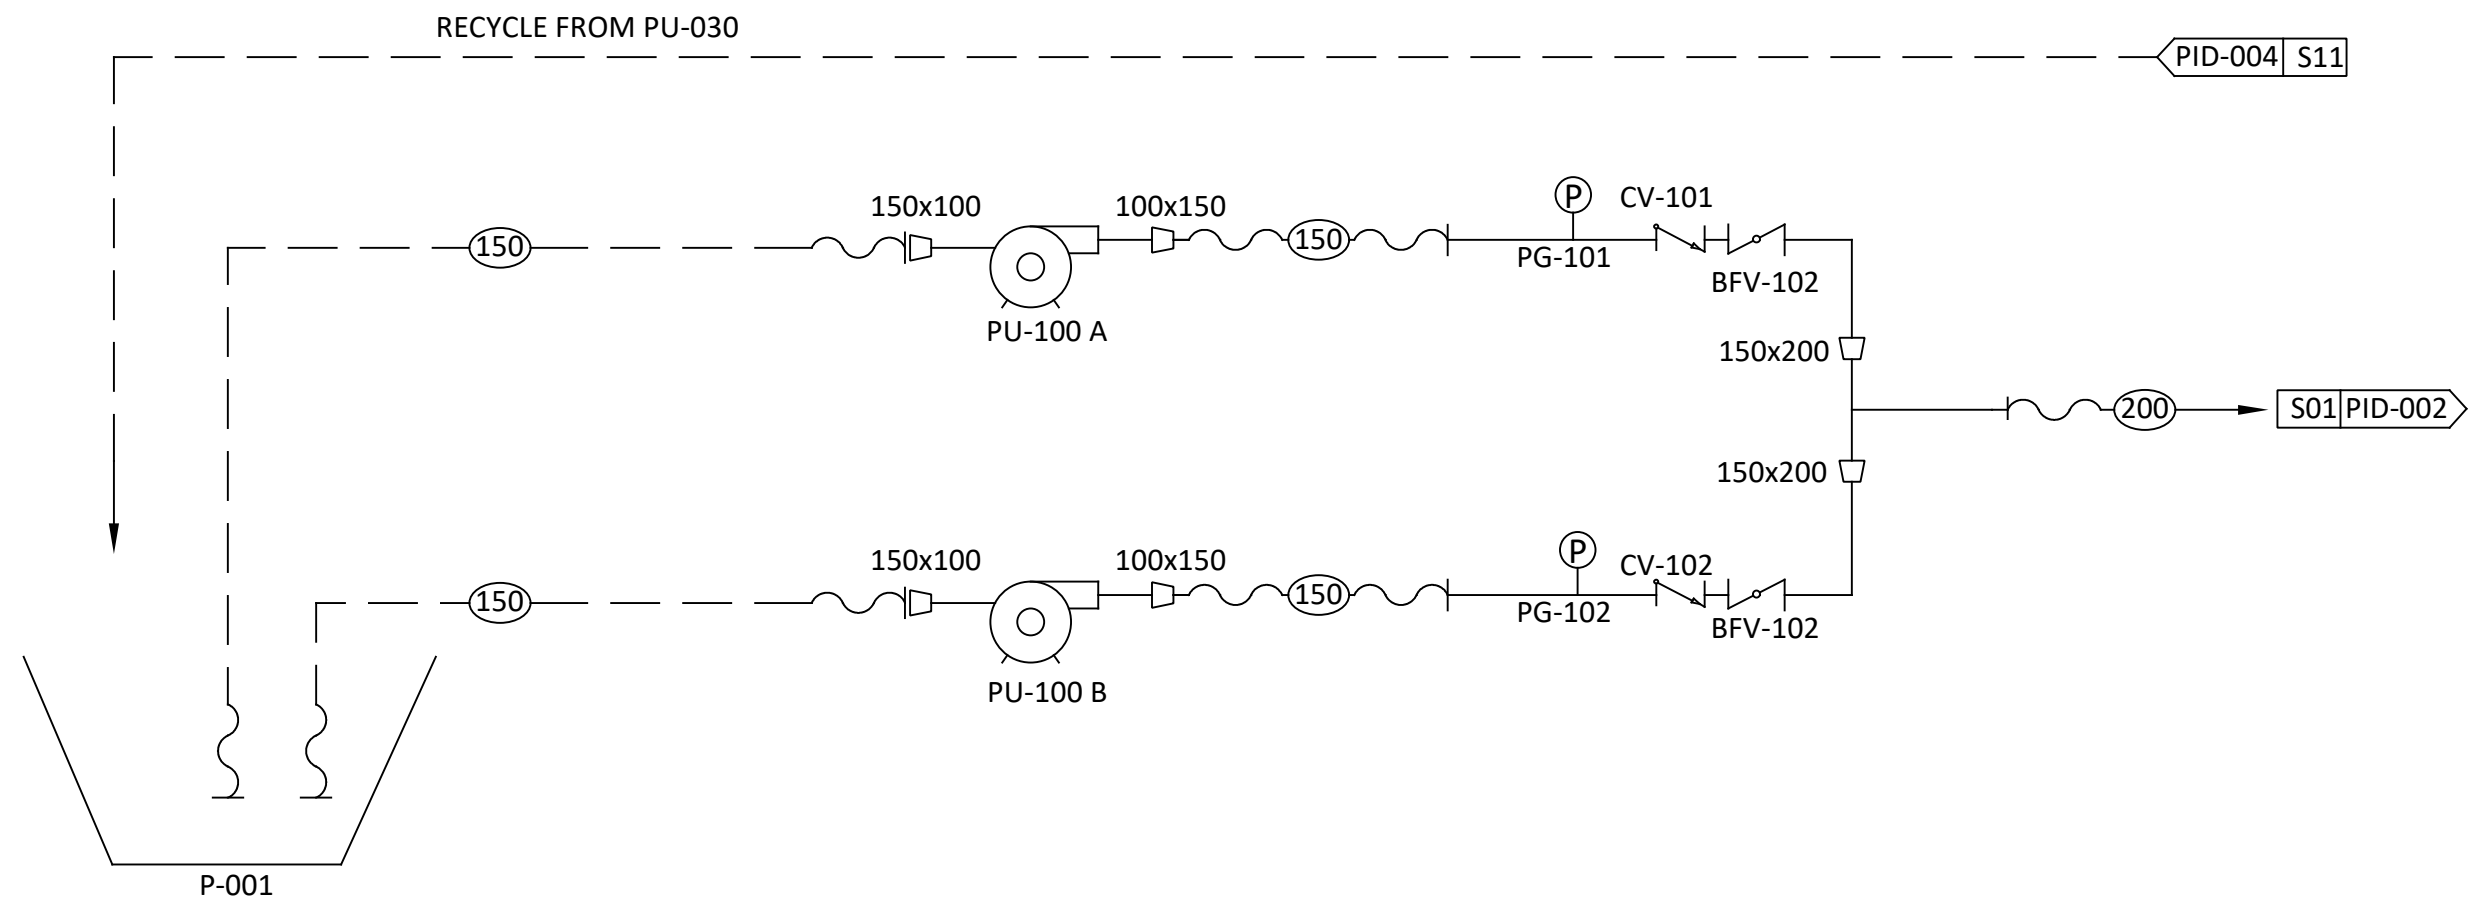 RECYCLE FROM PU-030
PID-004 S11
150x100
100x150
P
CV-101
150
150
PG-101
BFV-102
PU-100 A
150x200
200
S01 PID-002
150x200
150x100
100x150
P
CV-102
150
150
PG-102
BFV-102
PU-100 B
P-001